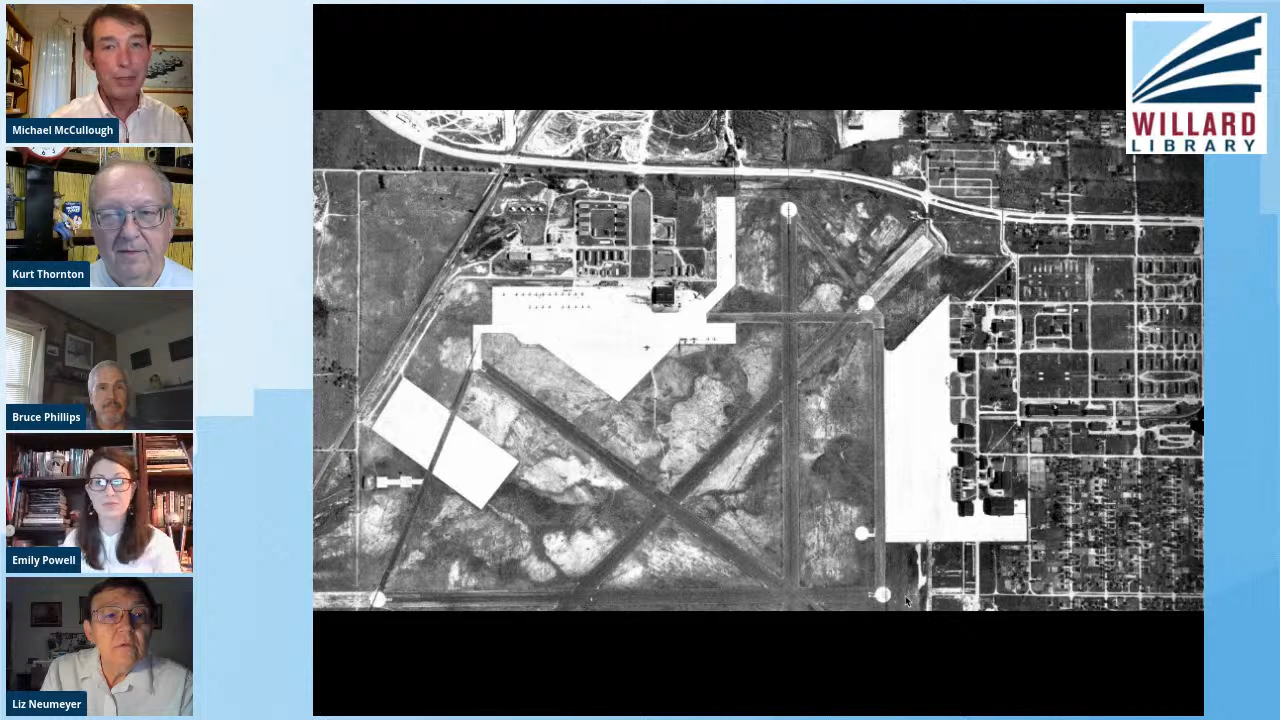 Michael McCullough
Kurt Thornton
Bruce Phillips
Emily Powell
Liz Neumeyer
WILLARD
LIBRARY